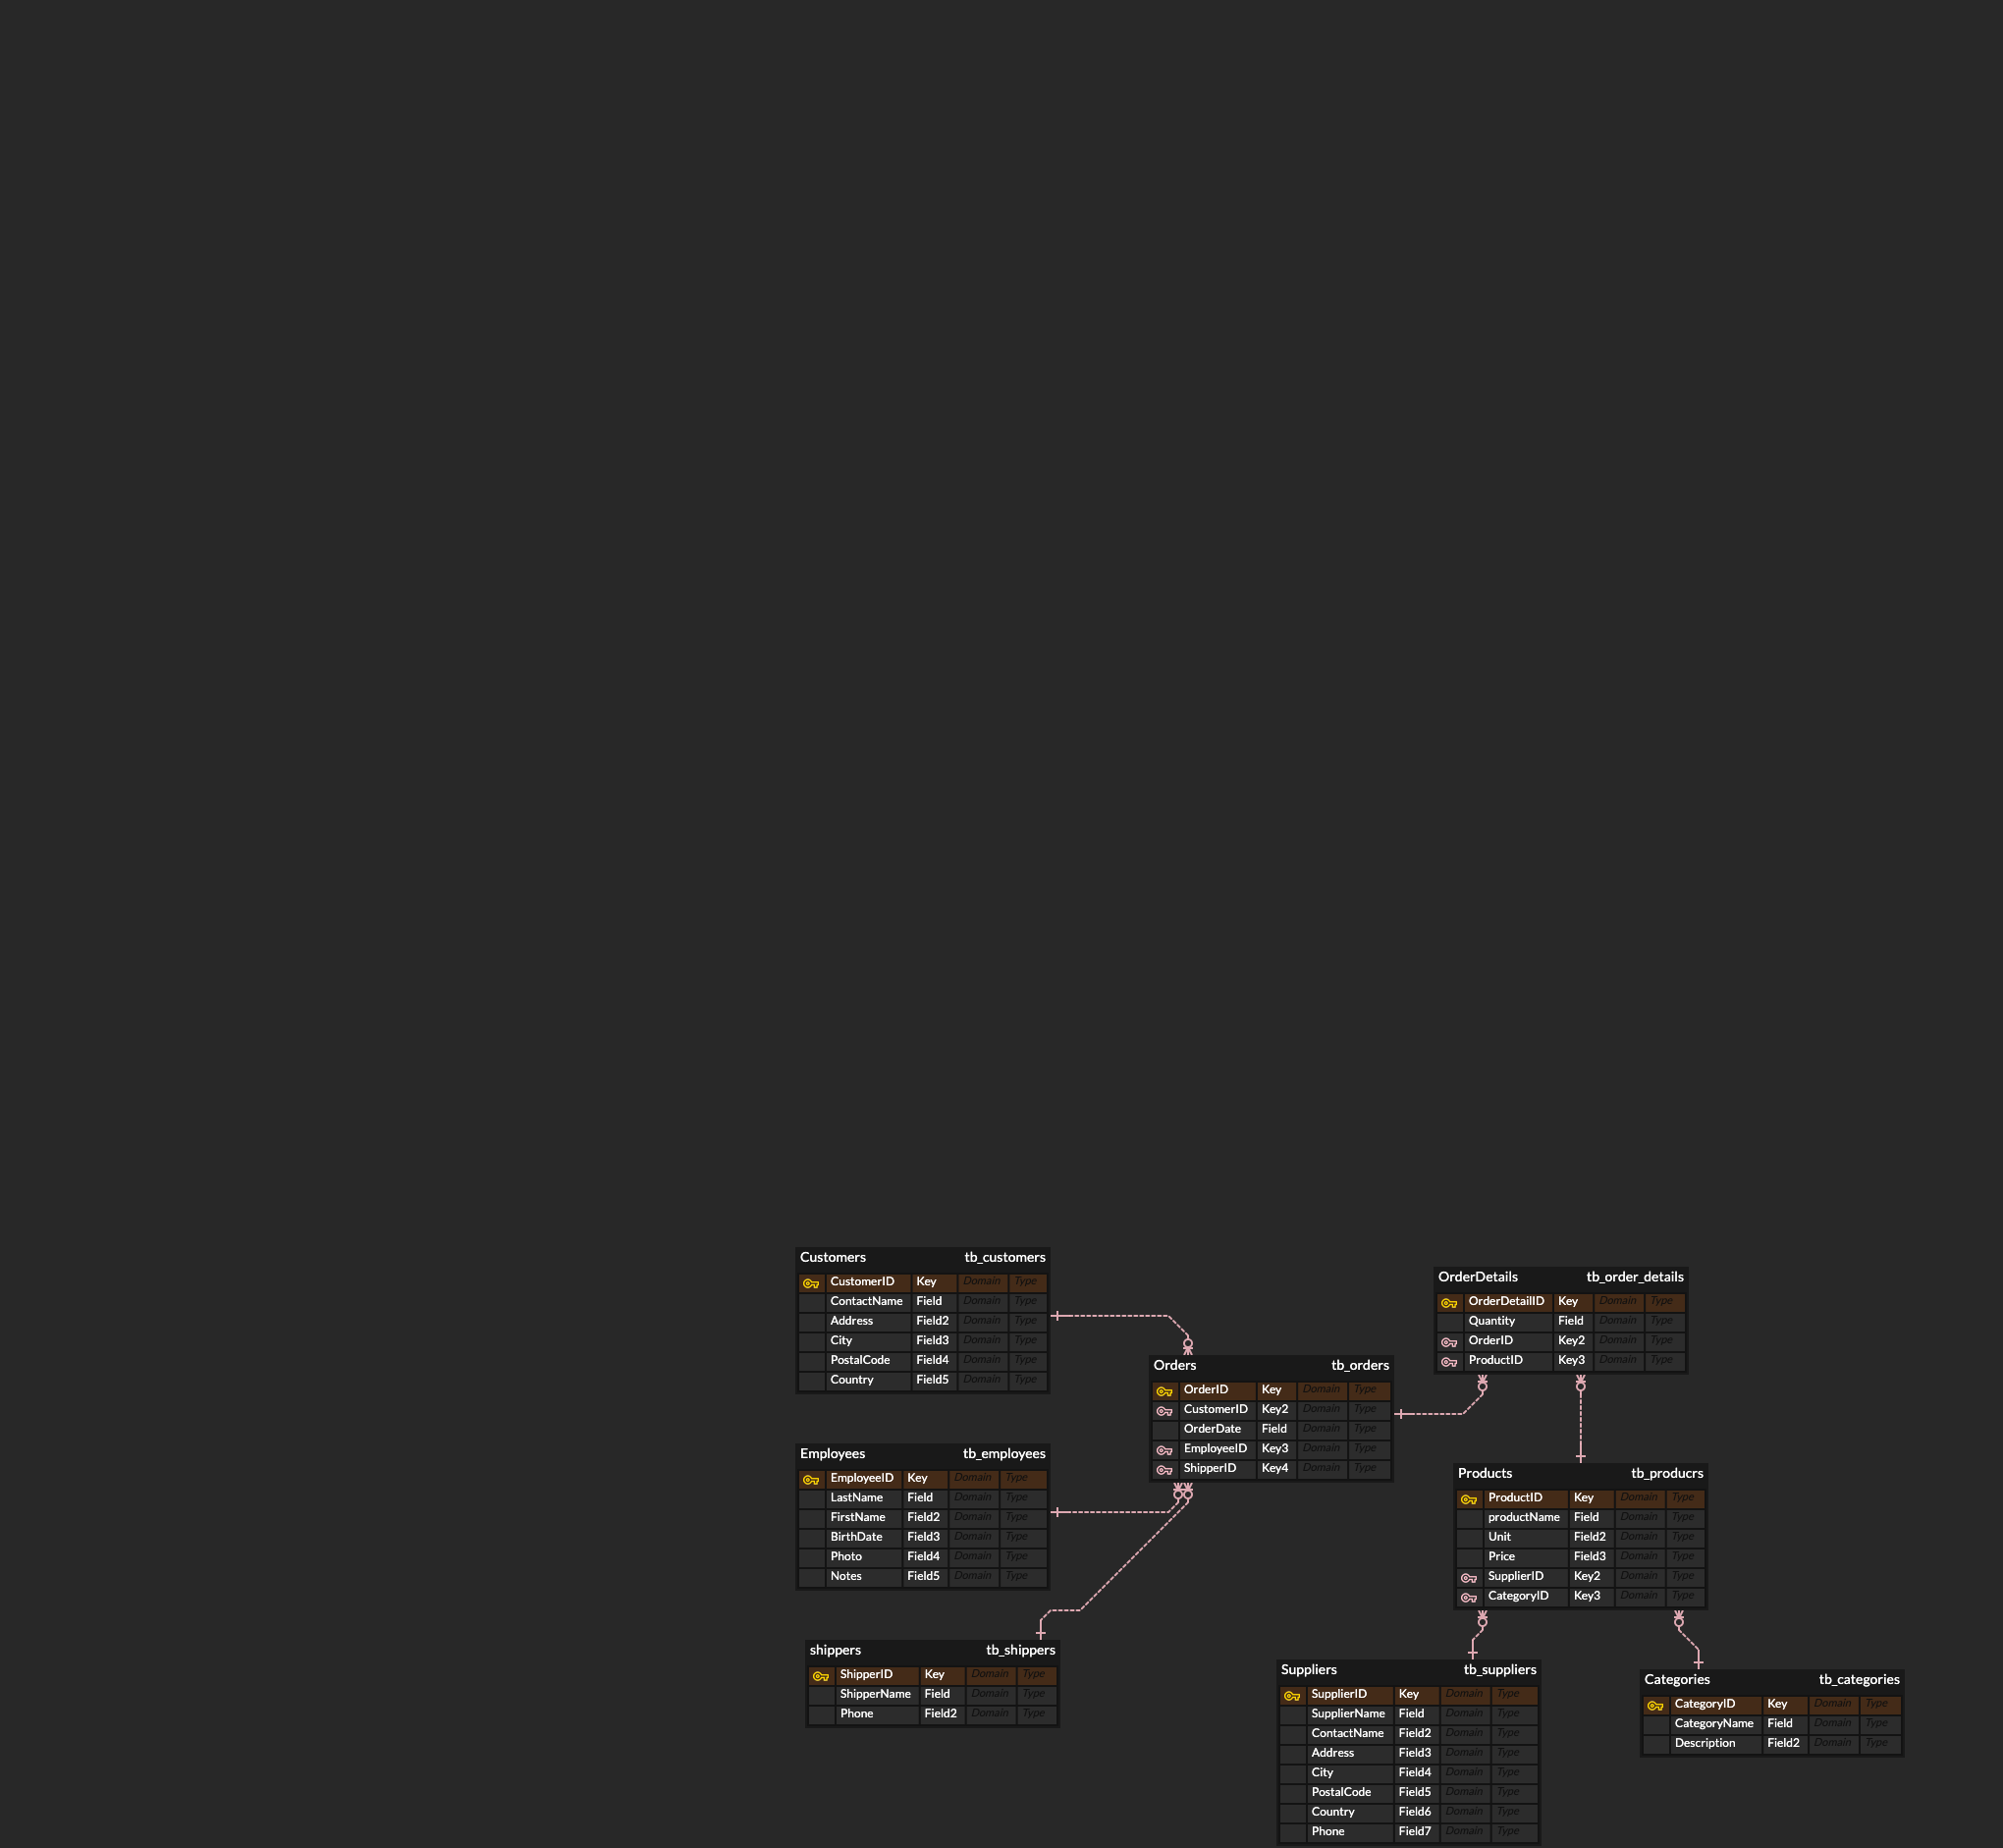 Customers tb_customers
CustomerID Key Domain Type
ContactName Field Domain Type
Address Field2 Domain Type
City Field3 Domain Type
PostalCode Field4 Domain Type
Country Field5 Domain Type
OrderDetails tb_order_details
OrderDetailID Key Domain Type
Quantity Field Domain Type
OrderID Key2 Domain Type
ProductID Key3 Domain Type
Orders tb_orders
OrderID Key Domain Type
CustomerID Key2 Domain Type
OrderDate Field Domain Type
EmployeeID Key3 Domain Type
ShipperID Key4 Domain Type
Employees tb_employees
EmployeeID Key Domain Type
LastName Field Domain Type
FirstName Field2 Domain Type
BirthDate Field3 Domain Type
Photo Field4 Domain Type
Notes Field5 Domain Type
Products tb_producrs
ProductID Key Domain Type
productName Field Domain Type
Unit Field2 Domain Type
Price Field3 Domain Type
SupplierID Key2 Domain Type
CategoryID Key3 Domain Type
shippers tb_shippers
ShipperID Key Domain Type
ShipperName Field Domain Type
Phone Field2 Domain Type
Suppliers tb_suppliers
SupplierID Key Domain Type
SupplierName Field Domain Type
ContactName Field2 Domain Type
Address Field3 Domain Type
City Field4 Domain Type
PostalCode Field5 Domain Type
Country Field6 Domain Type
Phone Field7 Domain Type
Categories tb_categories
CategoryID Key Domain Type
CategoryName Field Domain Type
Description Field2 Domain Type